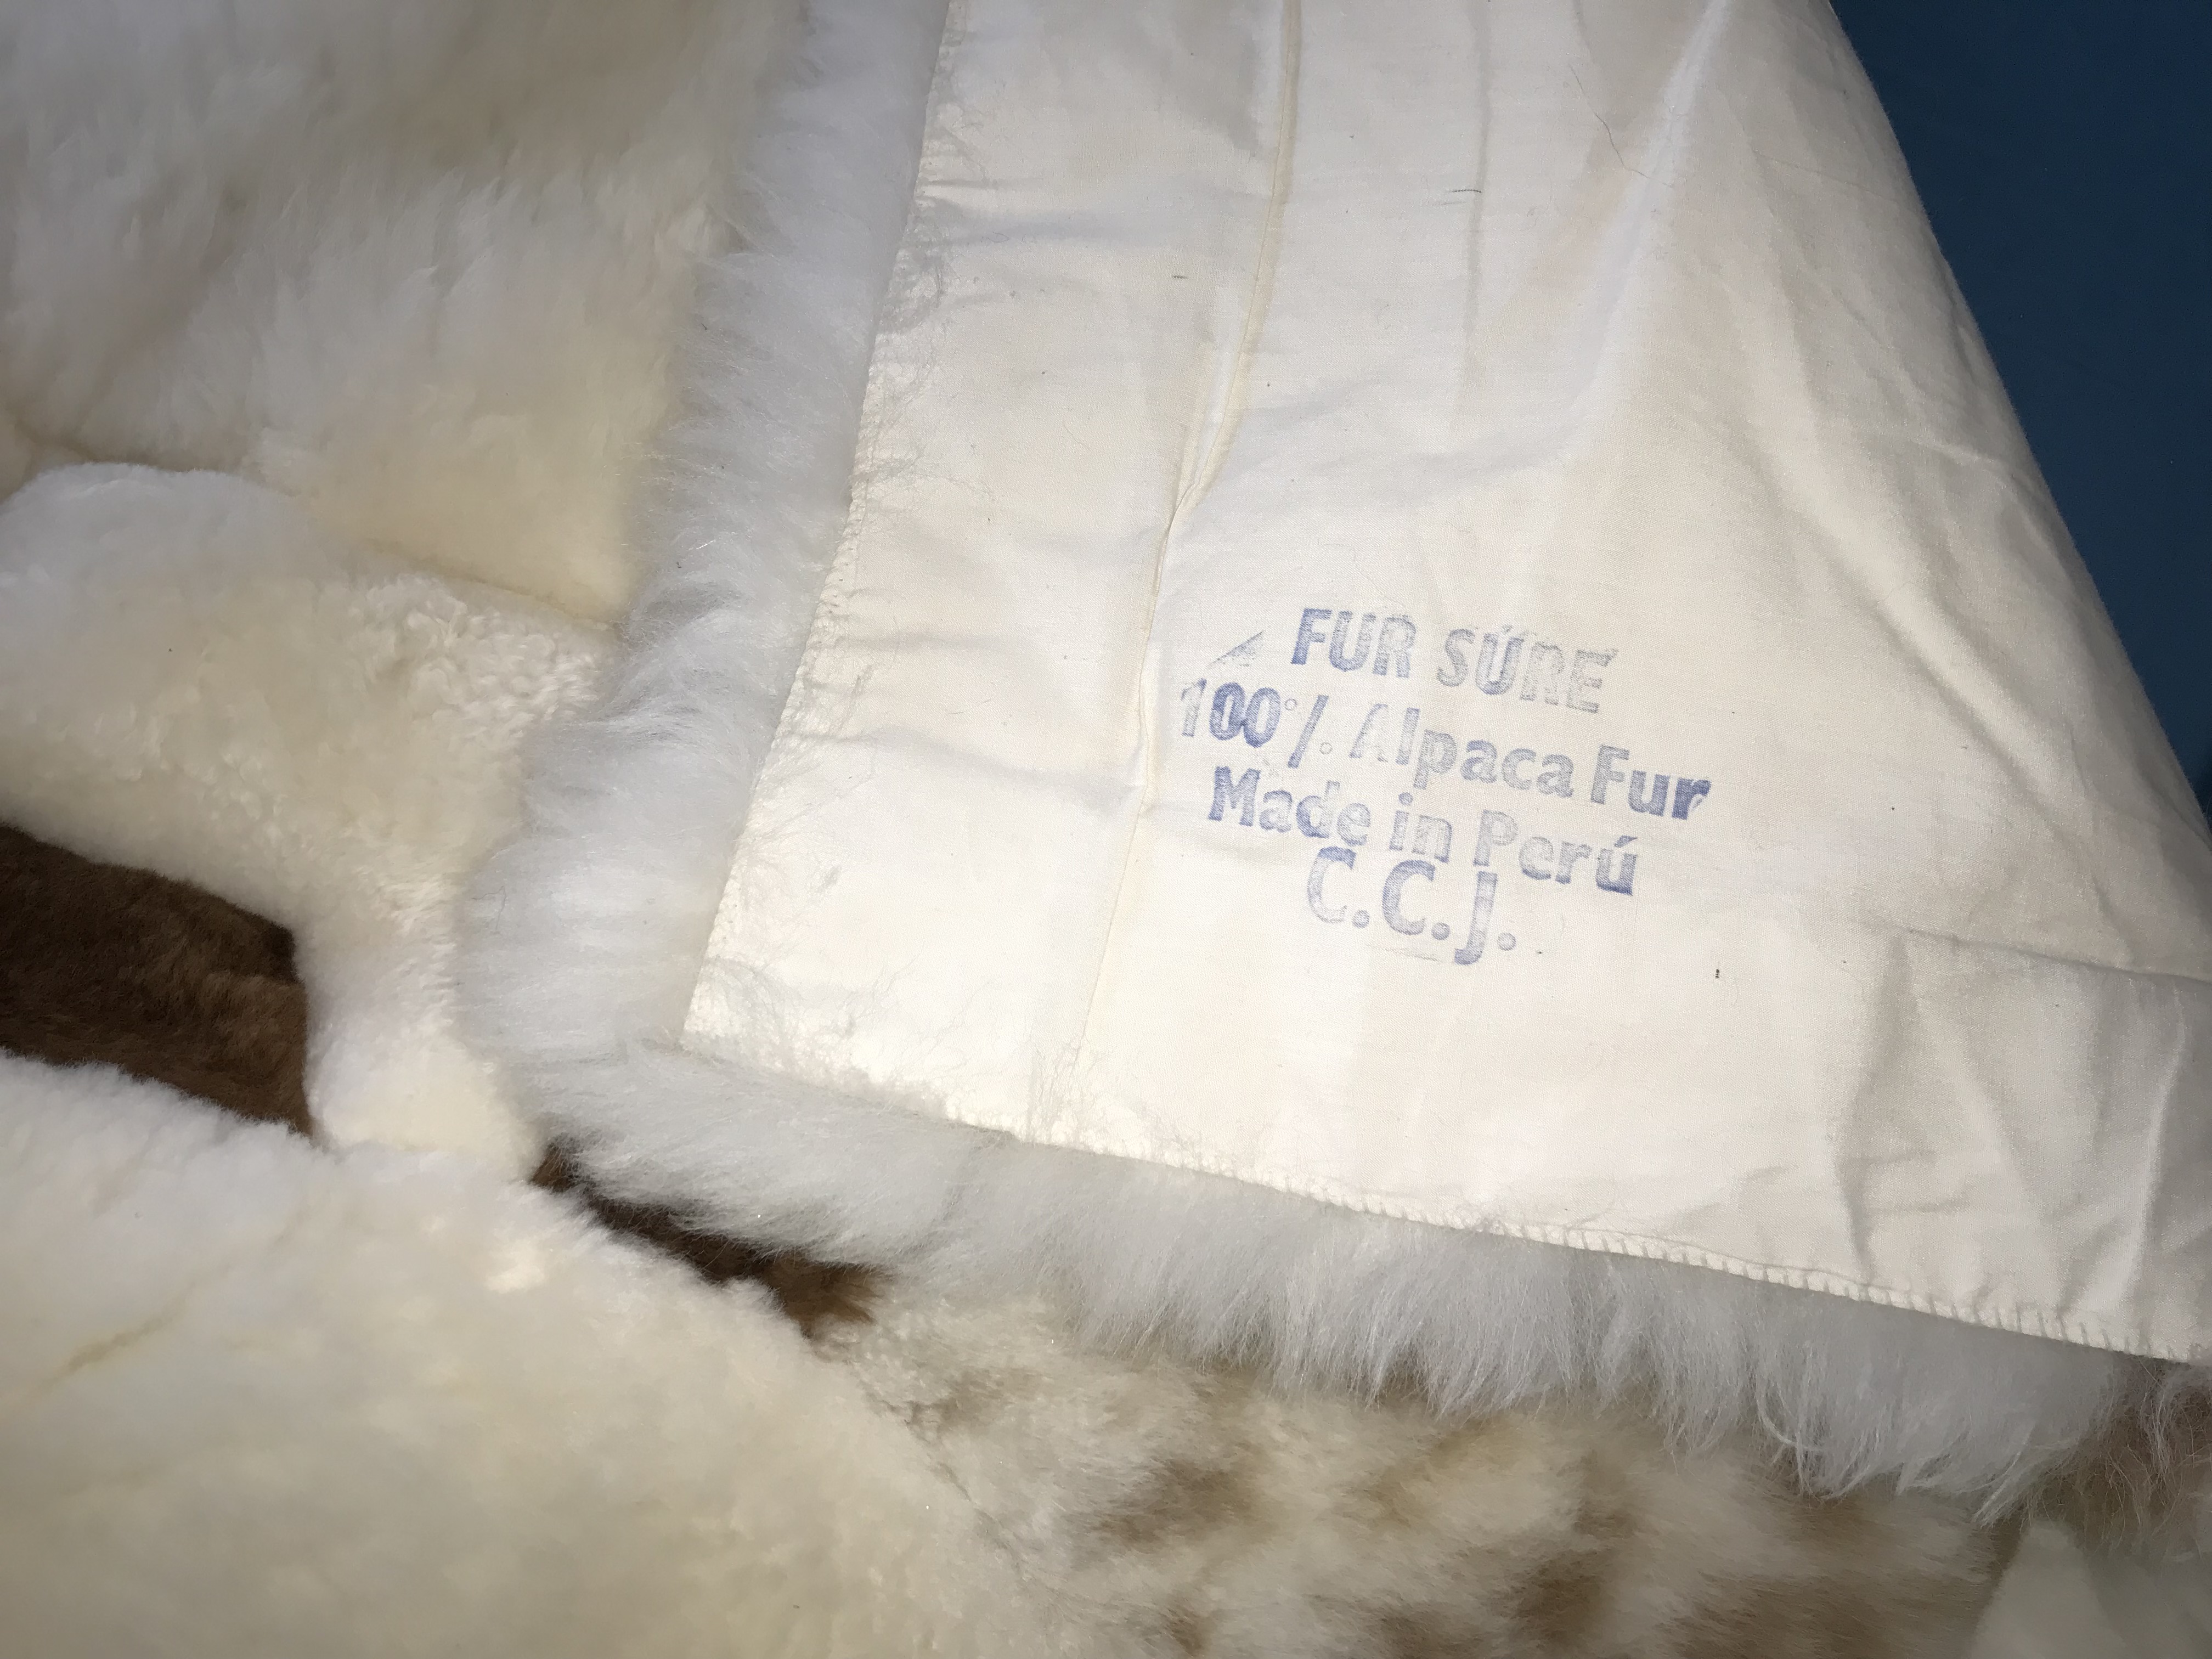 FUR SÚRE
100°/. Alpaca Fur
Made in Perú
C.C.J.